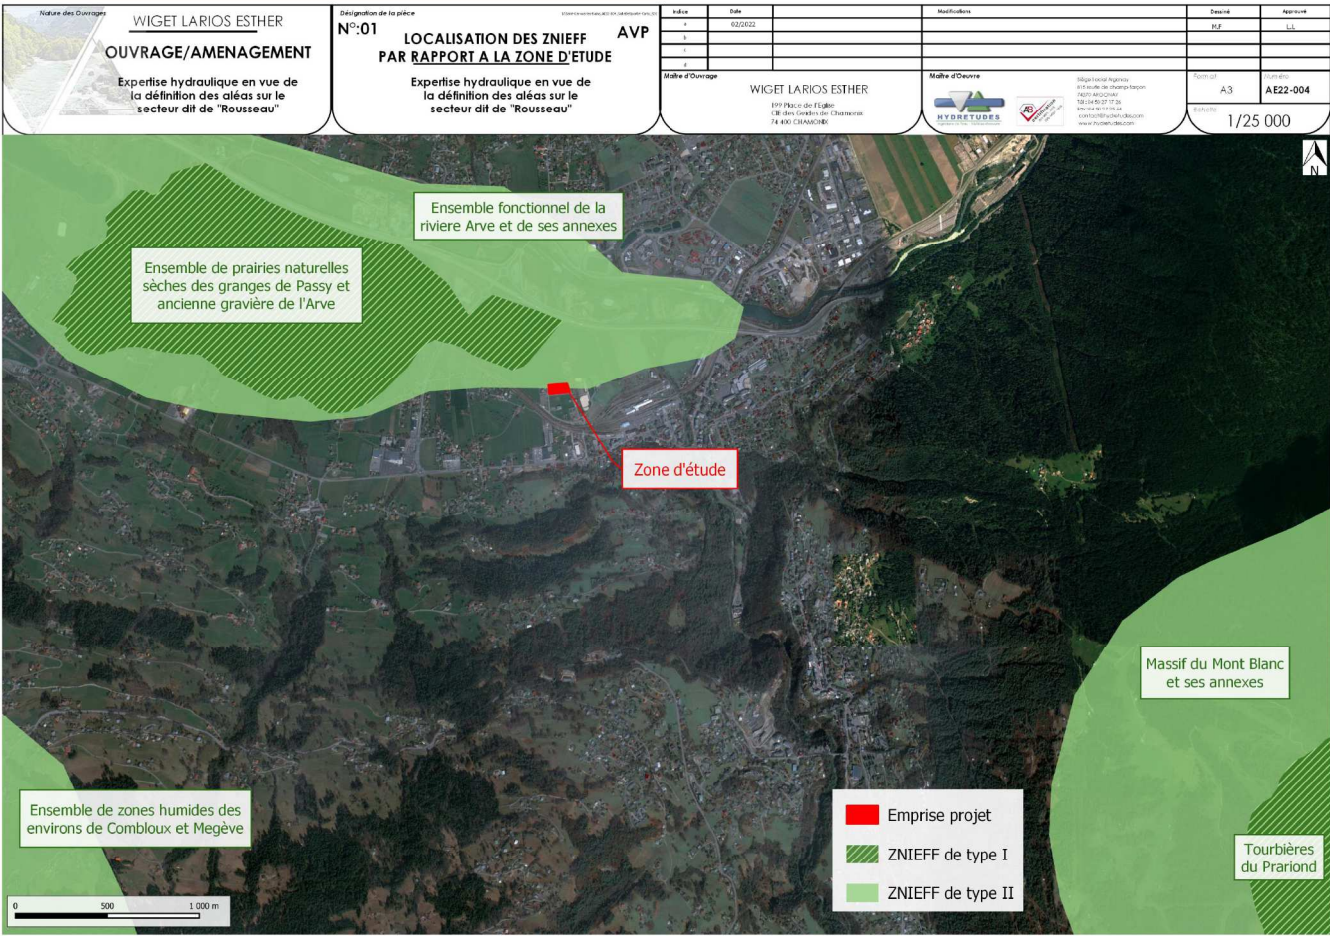 Nature des Ouvrages
WIGET LARIOS ESTHER
OUVRAGE/AMENAGEMENT
Expertise hydraulique en vue de
la définition des aléas sur le
secteur dit de "Rousseau"
Désignation de la pièce
N°:01
AVP
LOCALISATION DES ZNIEFF
PAR RAPPORT A LA ZONE D'ETUDE
Expertise hydraulique en vue de
la définition des aléas sur le
secteur dit de "Rousseau"
Indice
Date
Modifications
Dessiné
Approuvé
a
02/2022
M.F
L.L
b
c
d
Maître d'Ouvrage
WIGET LARIOS ESTHER
199 Place de l'Eglise
74 400 CHAMONIX
Maître d'Oeuvre
HYDRETUDES
Format
A3
Numéro
AE22-004
1/25 000
N
Ensemble fonctionnel de la
riviere Arve et de ses annexes
Ensemble de prairies naturelles
sèches des granges de Passy et
ancienne gravière de l'Arve
Zone d'étude
Massif du Mont Blanc
et ses annexes
Ensemble de zones humides des
environs de Combloux et Megève
Tourbières
du Prariond
Emprise projet
ZNIEFF de type I
ZNIEFF de type II
0 500 1 000 m